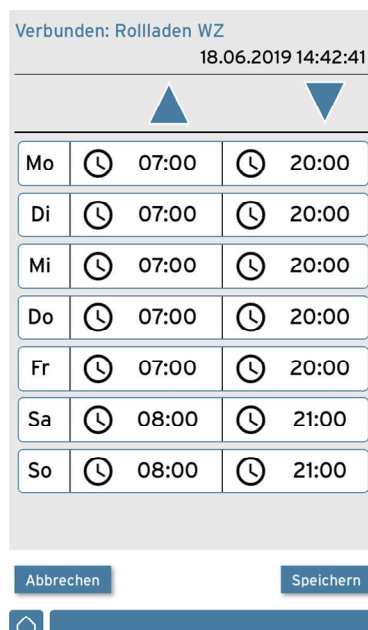 Verbunden: Rollladen WZ
18.06.2019 14:42:41
Mo 07:00 20:00
Di 07:00 20:00
Mi 07:00 20:00
Do 07:00 20:00
Fr 07:00 20:00
Sa 08:00 21:00
So 08:00 21:00
Abbrechen Speichern